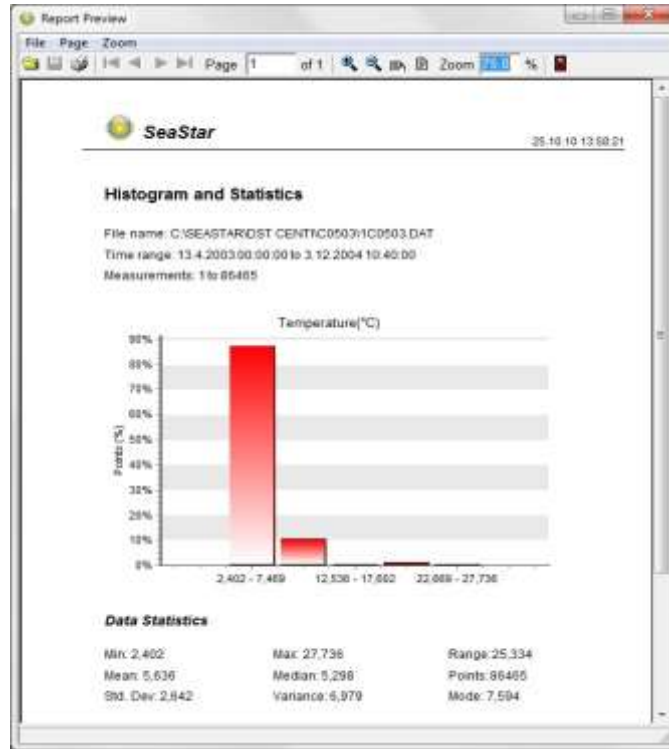 Report Preview
File Page Zoom
Page 1 of 1 Zoom 75.0 %
SeaStar
25.10.10 13:58:21
Histogram and Statistics
File name: C:\SEASTAR\DST CENTI\C0503\1C0503.DAT
Time range: 13.4.2003 00:00:00 to 3.12.2004 10:40:00
Measurements: 1 to 86465
Temperature(°C)
90%
80%
70%
60%
50%
40%
30%
20%
10%
0%
Points (%)
2,402 - 7,469 12,536 - 17,602 22,669 - 27,736
Data Statistics
Min: 2,402 Max: 27,736 Range: 25,334
Mean: 5,636 Median: 5,298 Points: 86465
Std. Dev: 2,642 Variance: 6,979 Mode: 7,594